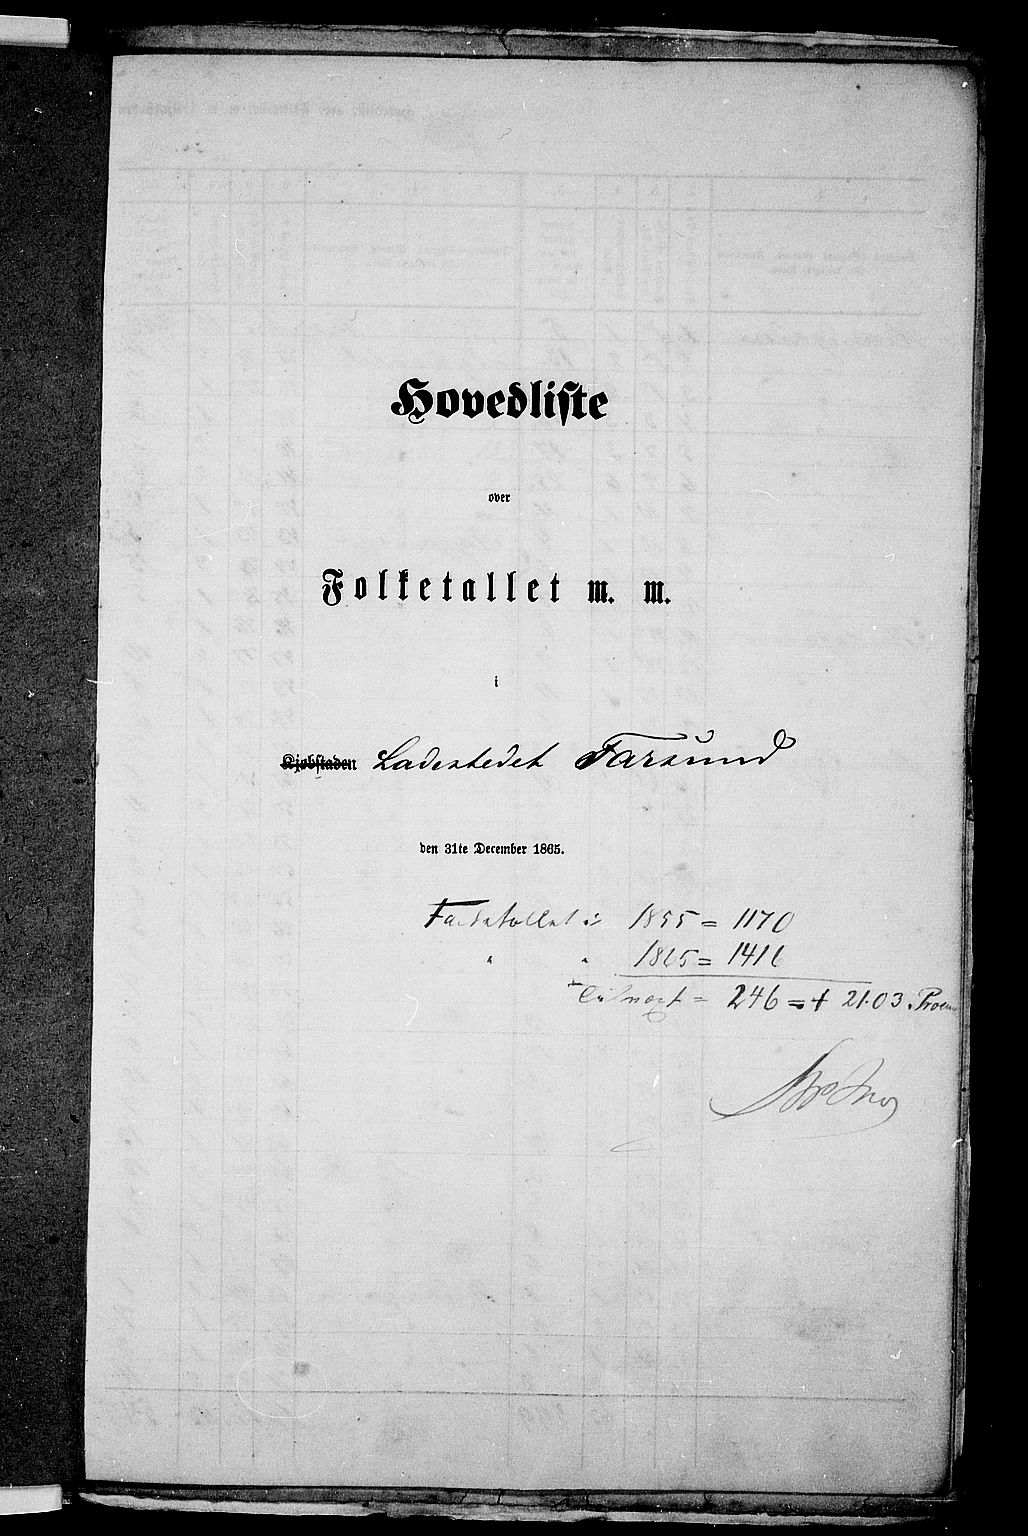 Hovedliste
over
Folketallet m. m.
i
Kjøbstaden Ladestedet Farsund
den 31te December 1865.
Folketallet i: 1855 = 1170
" " 1865 = 1416
Tilvæxt = 246 = + 21.03 Procent